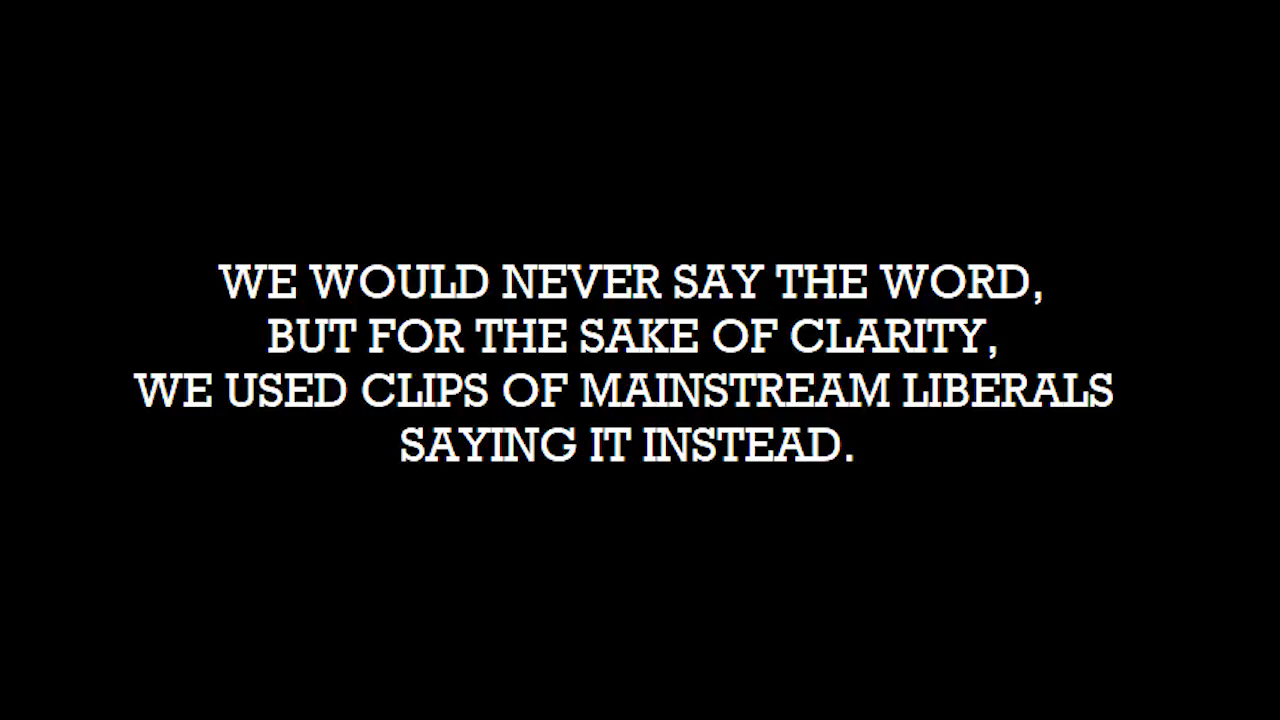 WE WOULD NEVER SAY THE WORD,
BUT FOR THE SAKE OF CLARITY,
WE USED CLIPS OF MAINSTREAM LIBERALS
SAYING IT INSTEAD.